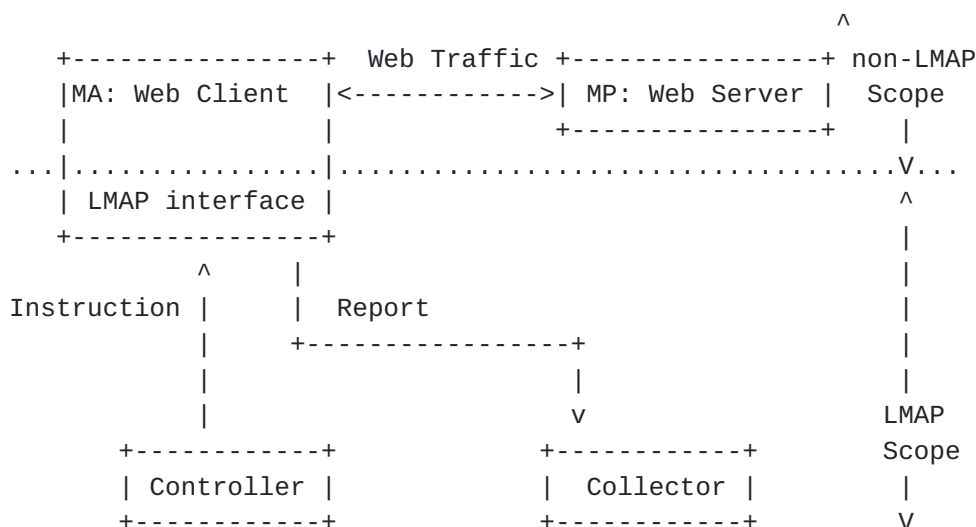 ^
   +----------------+  Web Traffic +----------------+ non-LMAP
   |MA: Web Client  |<------------>| MP: Web Server |  Scope
   |                |              +----------------+    |
...|................|....................................V...
   | LMAP interface |                                    ^
   +----------------+                                    |
            ^     |                                      |
Instruction |     |  Report                              |
            |     +-----------------+                    |
            |                       |                    |
            |                       v                   LMAP
       +------------+             +------------+        Scope
       | Controller |             |  Collector |         |
       +------------+             +------------+         V